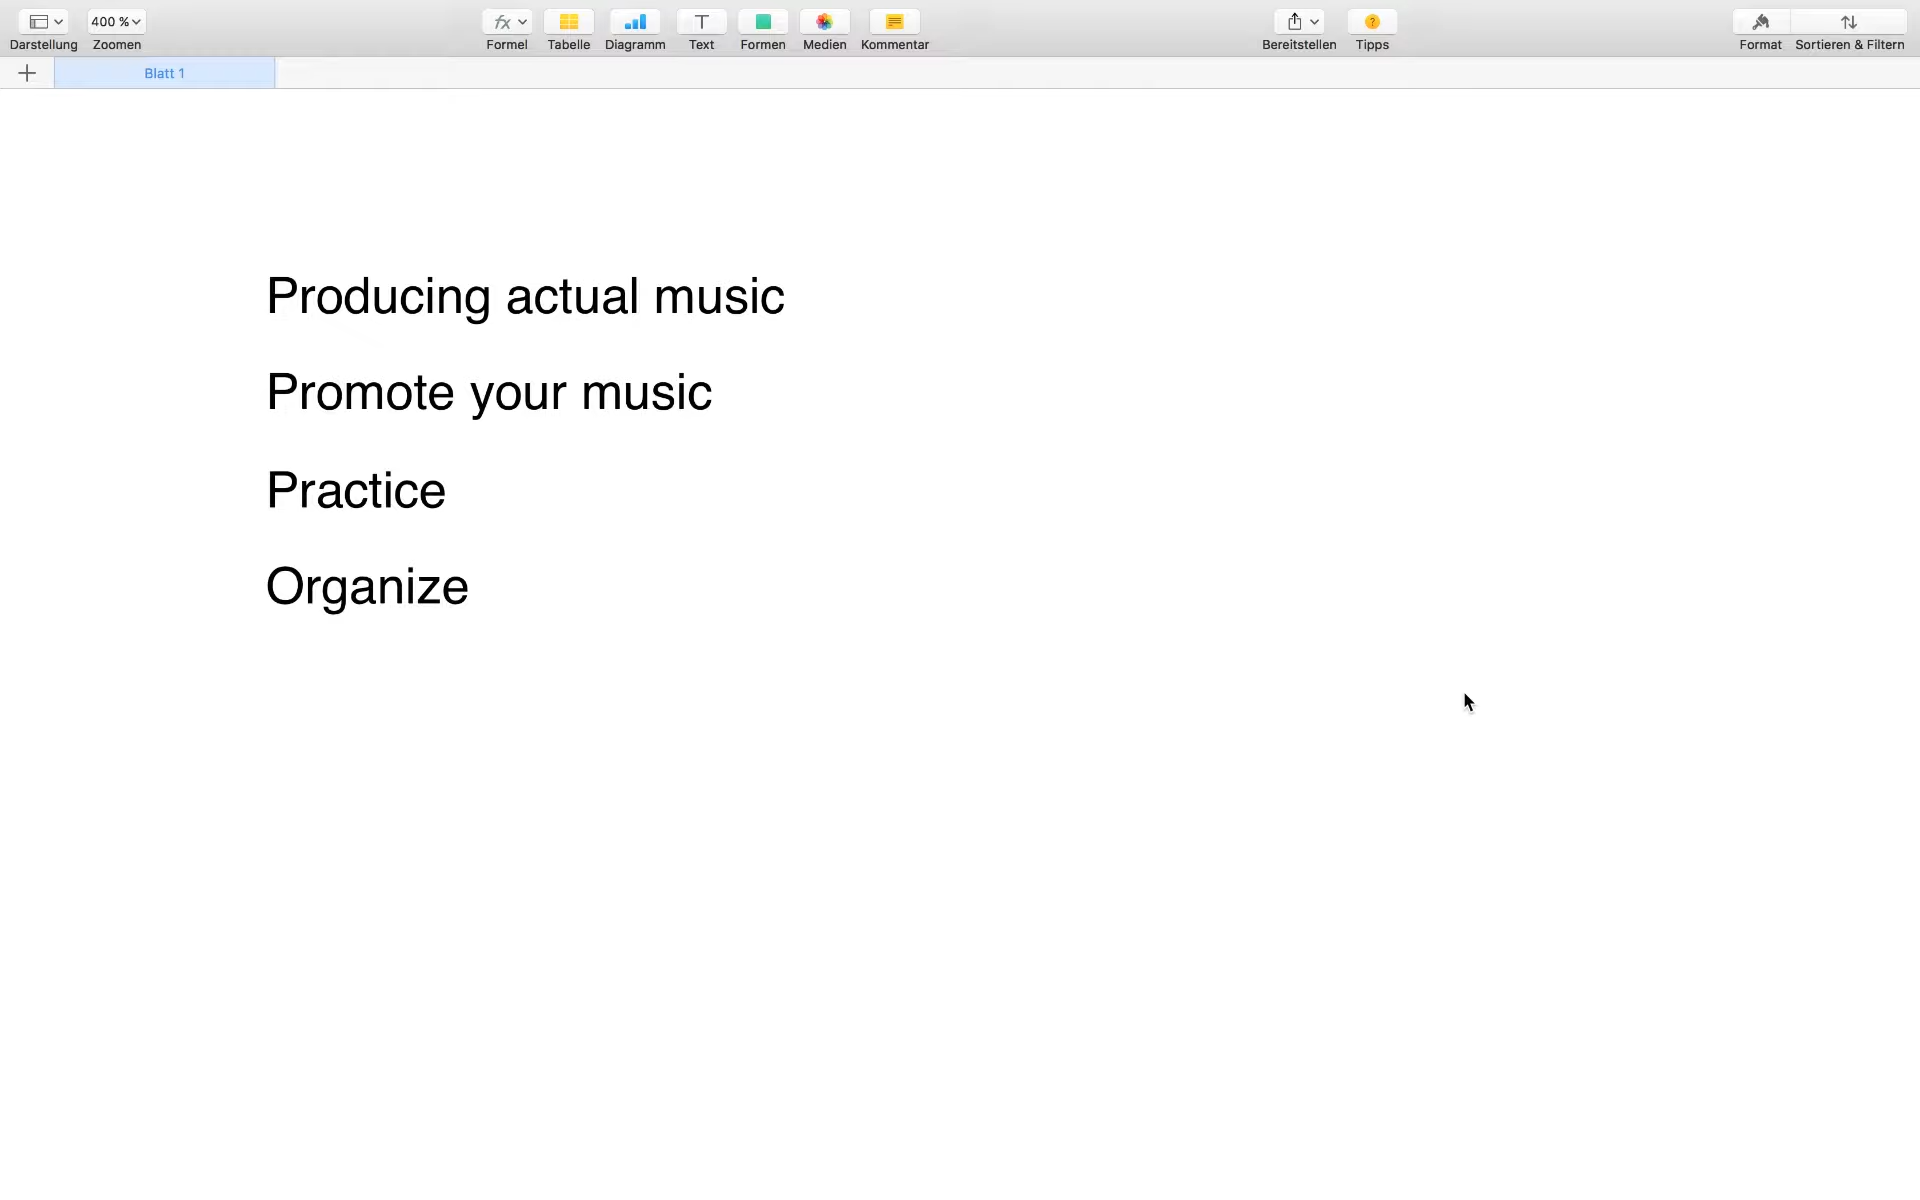 400 %
Darstellung Zoomen Formel Tabelle Diagramm Text Formen Medien Kommentar Bereitstellen Tipps Format Sortieren & Filtern
Blatt 1
Producing actual music
Promote your music
Practice
Organize